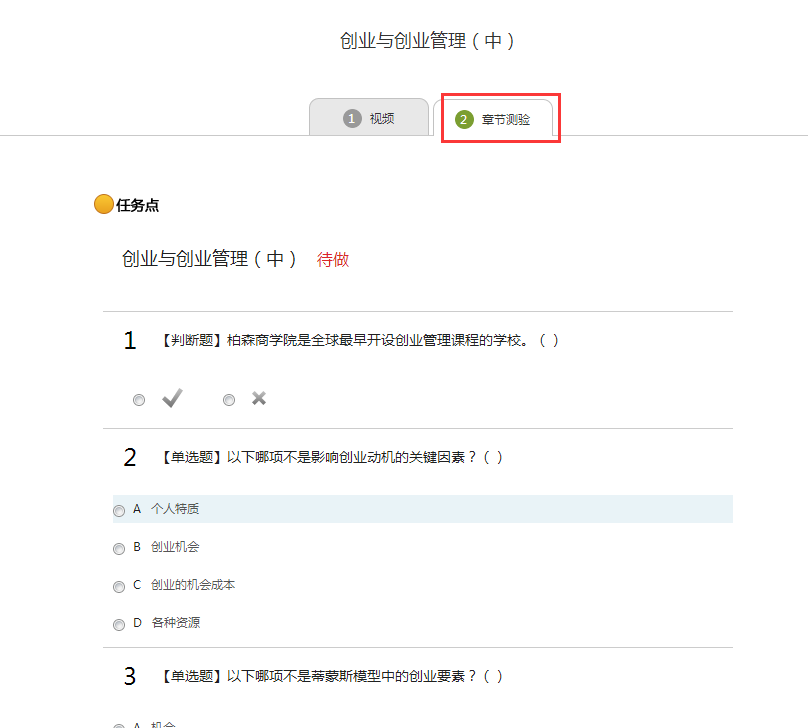 创业与创业管理（中）
1 视频
2 章节测验
任务点
创业与创业管理（中） 待做
1 【判断题】柏森商学院是全球最早开设创业管理课程的学校。（ ）
2 【单选题】以下哪项不是影响创业动机的关键因素？（ ）
A 个人特质
B 创业机会
C 创业的机会成本
D 各种资源
3 【单选题】以下哪项不是蒂蒙斯模型中的创业要素？（ ）
A 机会